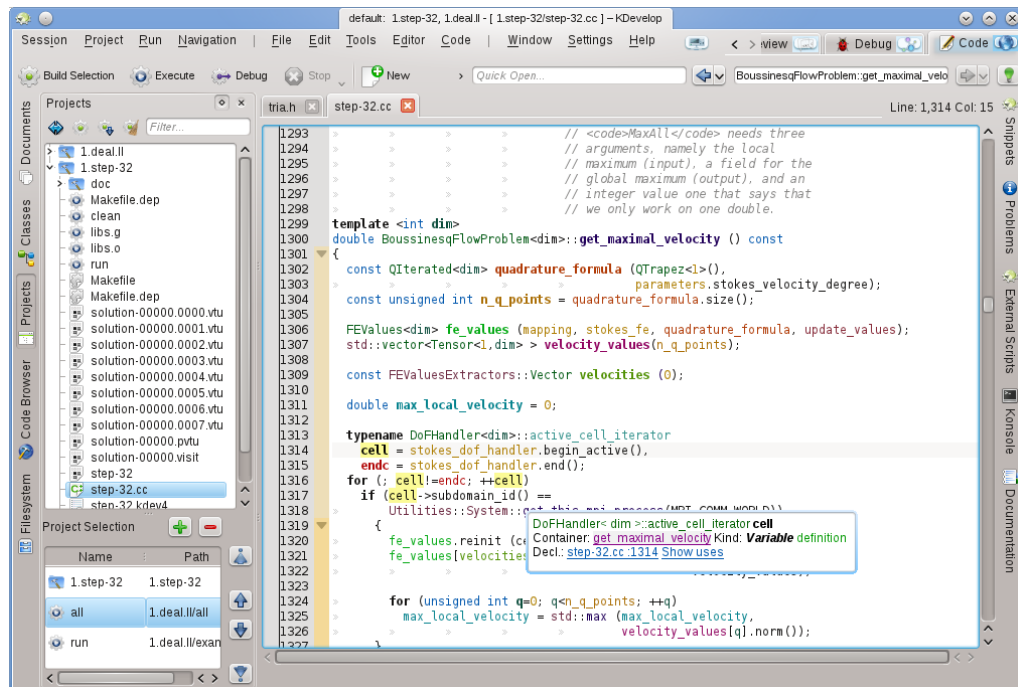 default: 1.step-32, 1.deal.II - [ 1.step-32/step-32.cc ] – KDevelop
Session Project Run Navigation | File Edit Tools Editor Code | Window Settings Help
Debug Code
Build Selection Execute Debug Stop New Quick Open... BoussinesqFlowProblem::get_maximal_velo
Projects
Filter...
1.deal.II
1.step-32
doc
Makefile.dep
clean
libs.g
libs.o
run
Makefile
Makefile.dep
solution-00000.0000.vtu
solution-00000.0001.vtu
solution-00000.0002.vtu
solution-00000.0003.vtu
solution-00000.0004.vtu
solution-00000.0005.vtu
solution-00000.0006.vtu
solution-00000.0007.vtu
solution-00000.pvtu
solution-00000.visit
step-32
step-32.cc
step-32.kdev4
Project Selection
Name Path
1.step-32 1.step-32
all 1.deal.II/all
run 1.deal.II/exan
Documents
Classes
Projects
Code Browser
Filesystem
tria.h step-32.cc Line: 1,314 Col: 15
1293 // <code>MaxAll</code> needs three
1294 // arguments, namely the local
1295 // maximum (input), a field for the
1296 // global maximum (output), and an
1297 // integer value one that says that
1298 // we only work on one double.
1299 template <int dim>
1300 double BoussinesqFlowProblem<dim>::get_maximal_velocity () const
1301 {
1302 const QIterated<dim> quadrature_formula (QTrapez<1>(),
1303 parameters.stokes_velocity_degree);
1304 const unsigned int n_q_points = quadrature_formula.size();
1305
1306 FEValues<dim> fe_values (mapping, stokes_fe, quadrature_formula, update_values);
1307 std::vector<Tensor<1,dim> > velocity_values(n_q_points);
1308
1309 const FEValuesExtractors::Vector velocities (0);
1310
1311 double max_local_velocity = 0;
1312
1313 typename DoFHandler<dim>::active_cell_iterator
1314 cell = stokes_dof_handler.begin_active(),
1315 endc = stokes_dof_handler.end();
1316 for (; cell!=endc; ++cell)
1317 if (cell->subdomain_id() ==
1318 Utilities::System::get_this_mpi_process(MPI_COMM_WORLD))
1319 {
1320 fe_values.reinit (ce
1321 fe_values[velocities
1322
1323
1324 for (unsigned int q=0; q<n_q_points; ++q)
1325 max_local_velocity = std::max (max_local_velocity,
1326 velocity_values[q].norm());
1327 }
DoFHandler< dim >::active_cell_iterator cell
Container: get_maximal_velocity Kind: Variable definition
Decl.: step-32.cc :1314 Show uses
Snippets
Problems
External Scripts
Konsole
Documentation